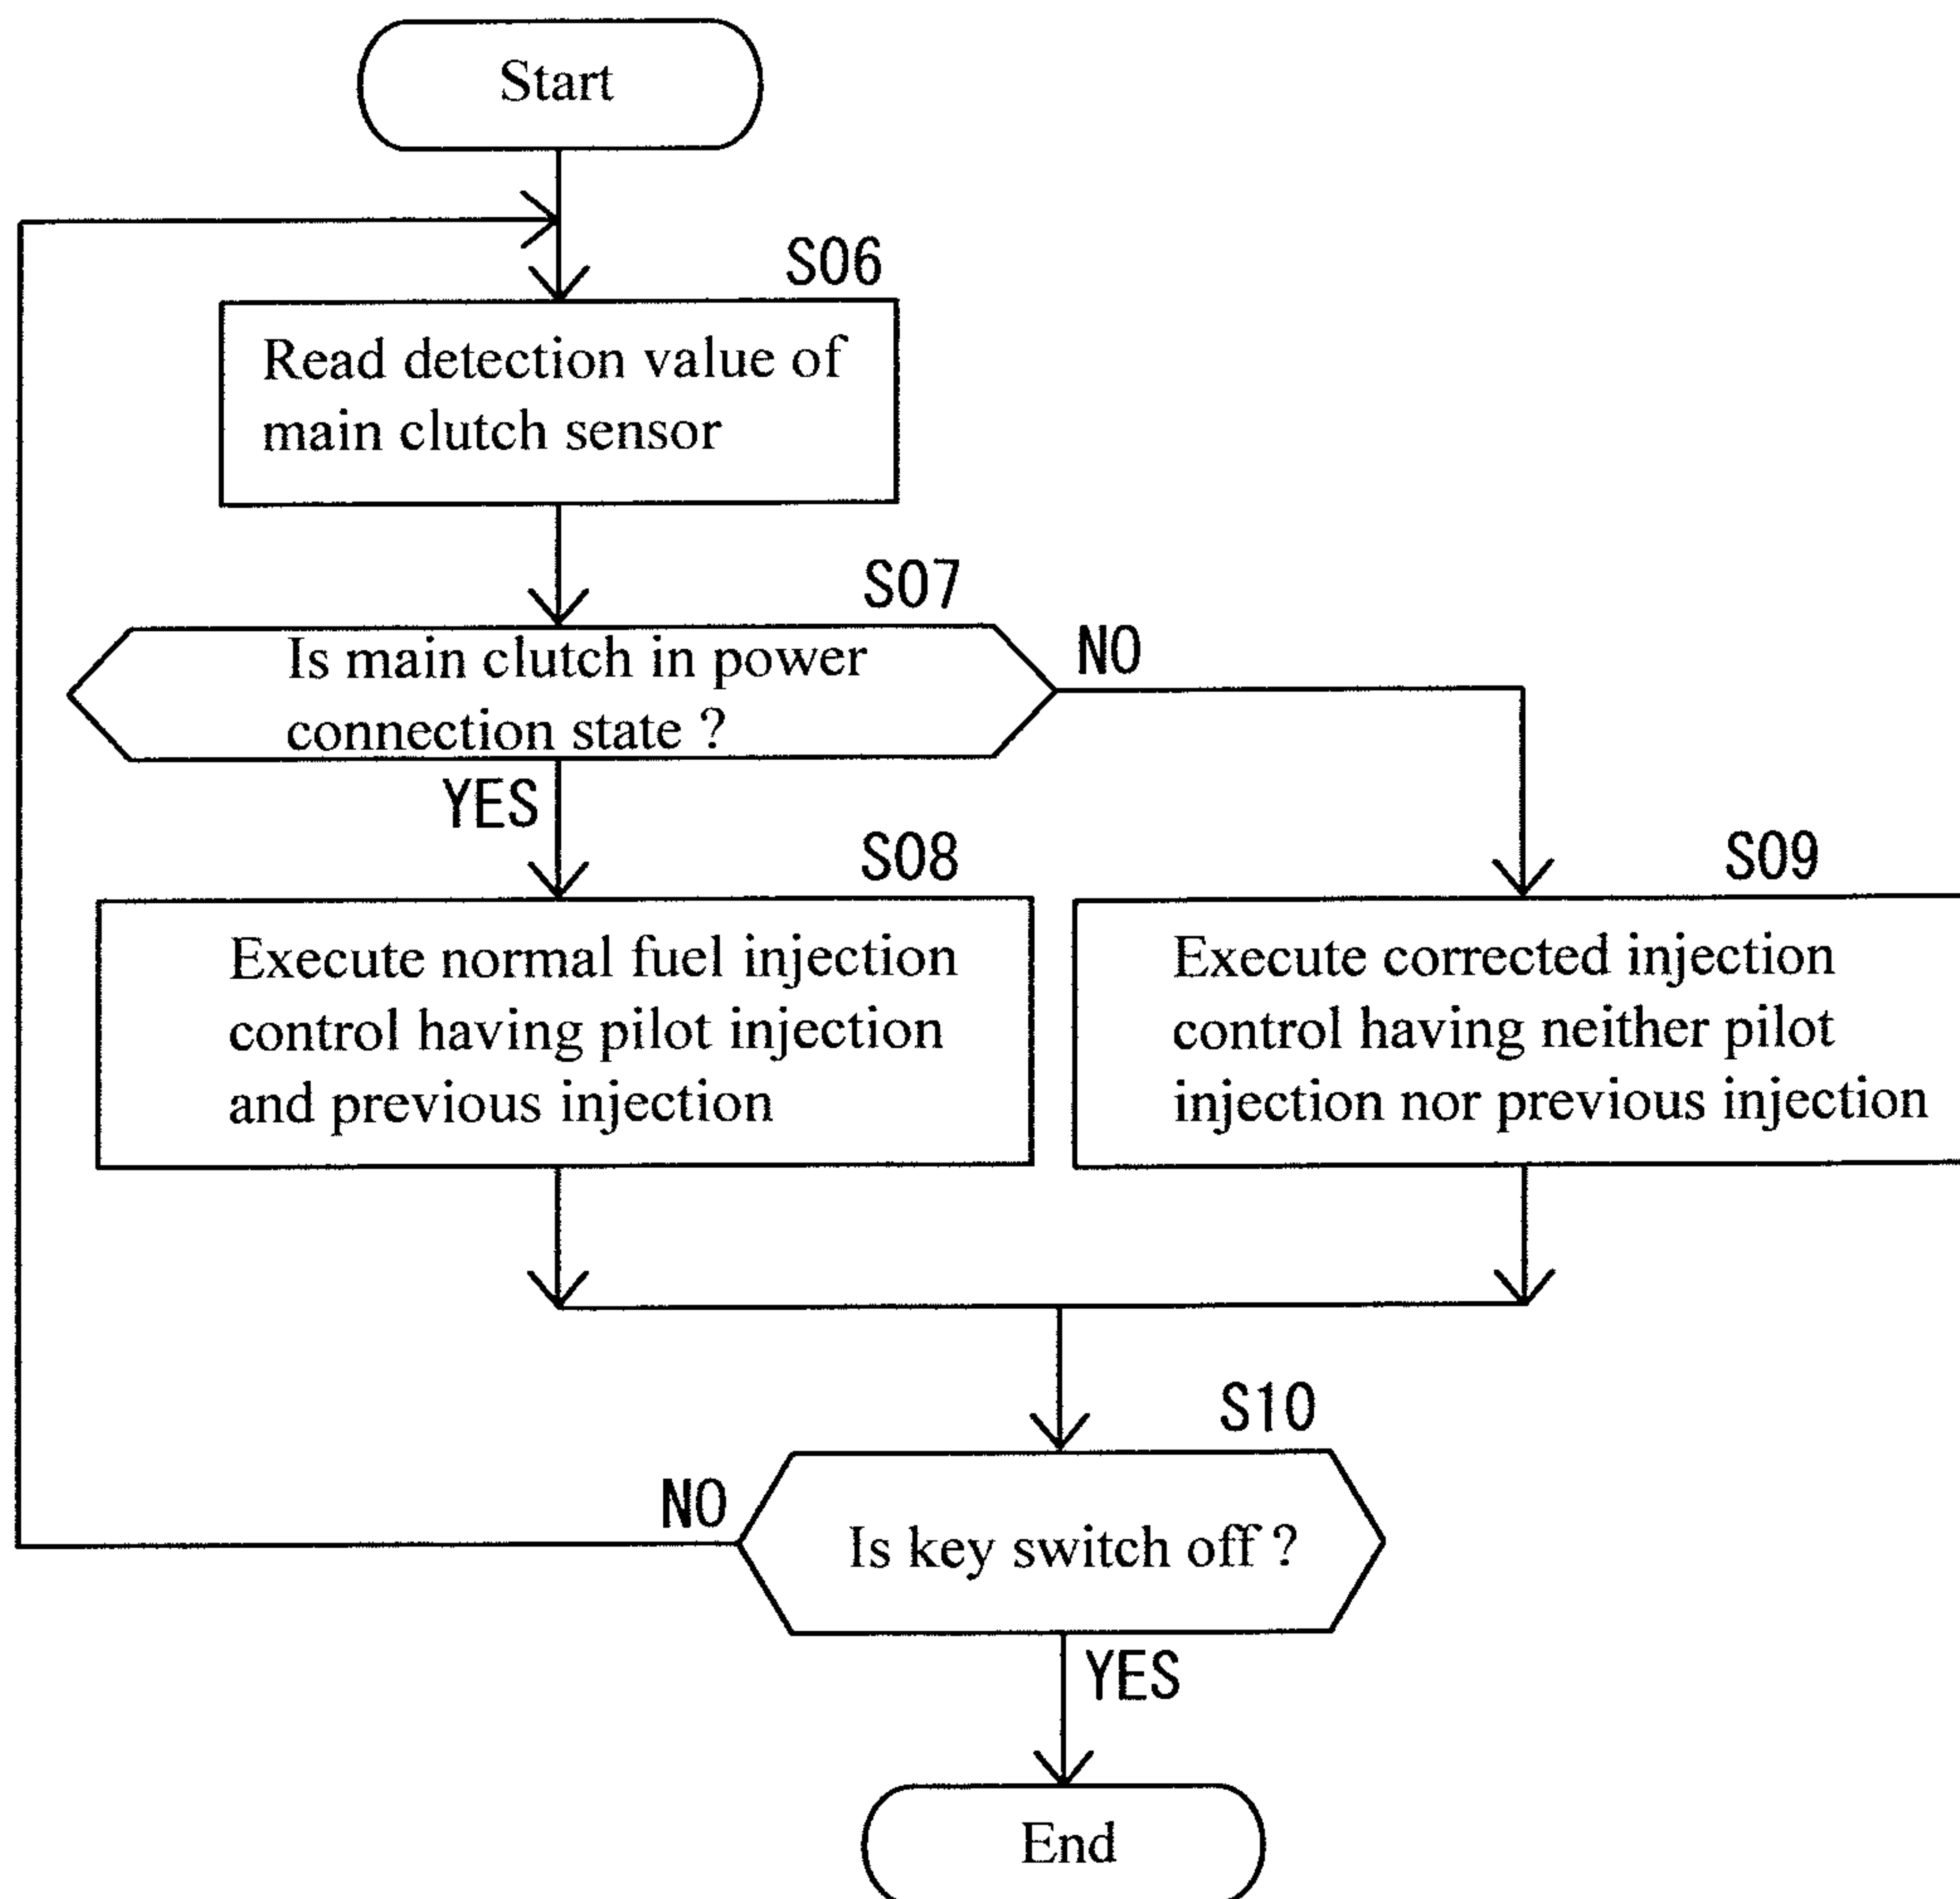 Start
S06
Read detection value of
main clutch sensor
S07
Is main clutch in power
connection state ?
NO
YES
S08
Execute normal fuel injection
control having pilot injection
and previous injection
S09
Execute corrected injection
control having neither pilot
injection nor previous injection
S10
Is key switch off ?
NO
YES
End